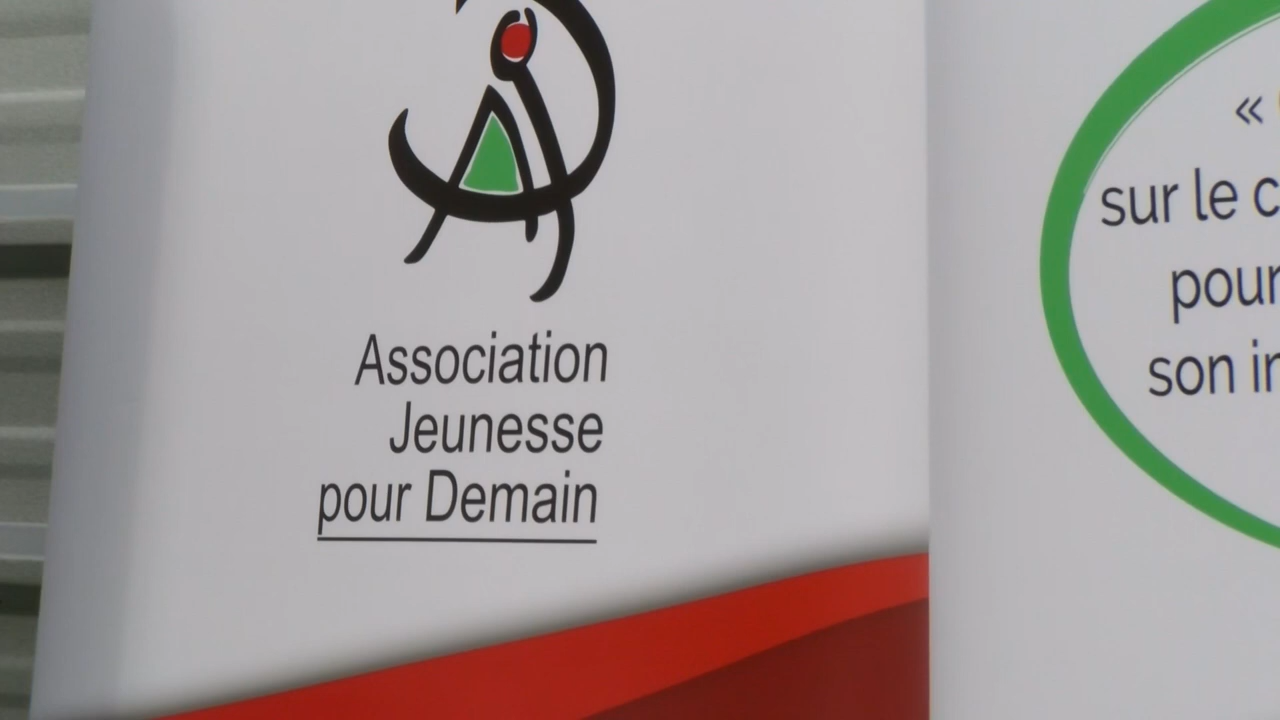 Association
Jeunesse
pour Demain
«
sur le
pour
son